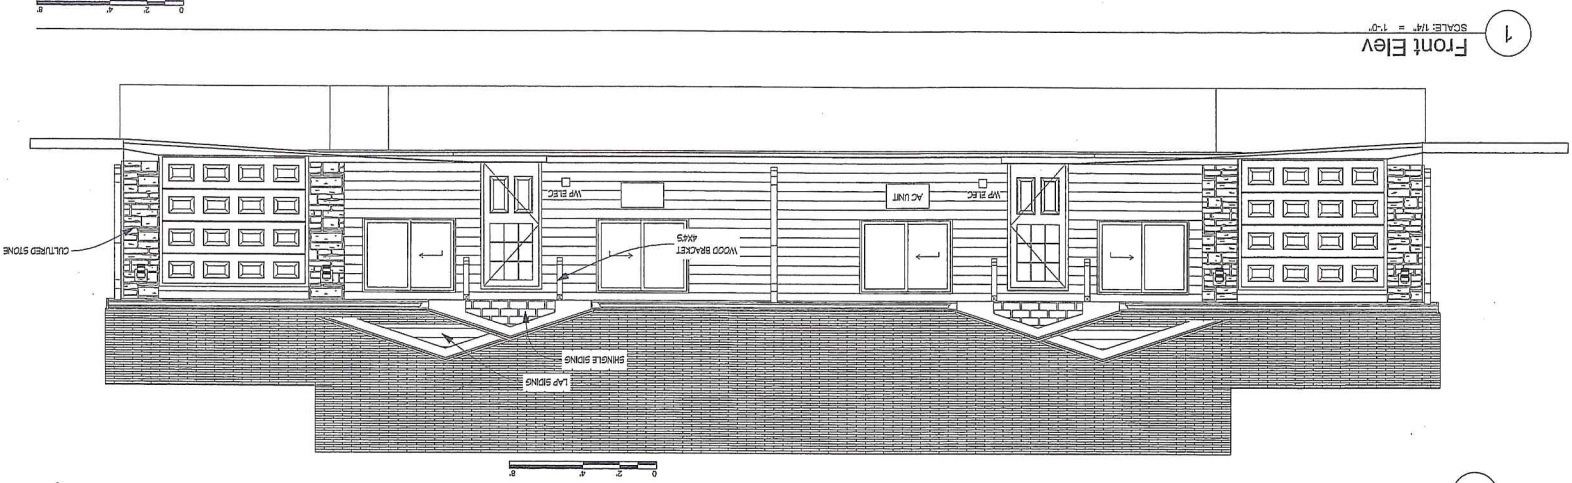 0 2' 4' 8'
LAP SIDING
SHINGLE SIDING
WOOD BRACKET
4X4'S
CULTURED STONE
WP ELEC
AC UNIT
WP ELEC
1
Front Elev
SCALE: 1/4" = 1'-0"
0 2' 4' 8'